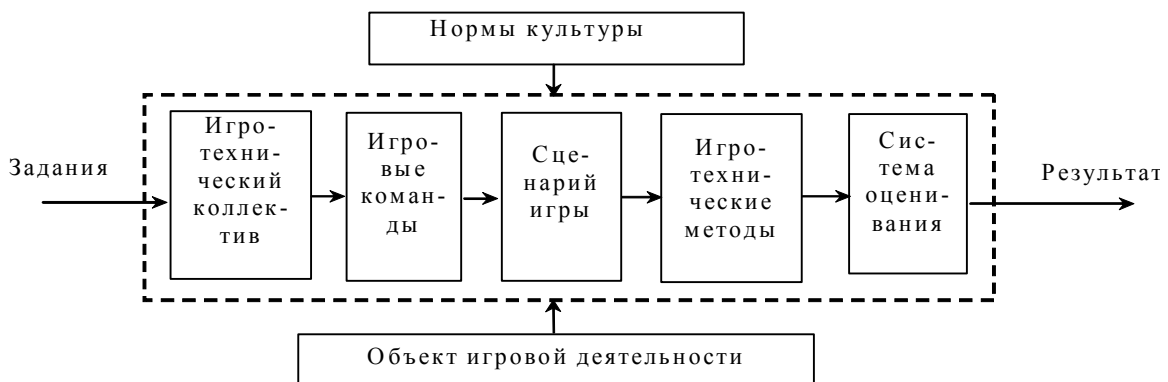 Нормы культуры
Задания
Игро-
техни-
ческий
коллек-
тив
Игро-
вые
коман-
ды
Сце-
нарий
игры
Игро-
техни-
ческие
методы
Сис-
тема
оцени-
вания
Результат
Объект игровой деятельности